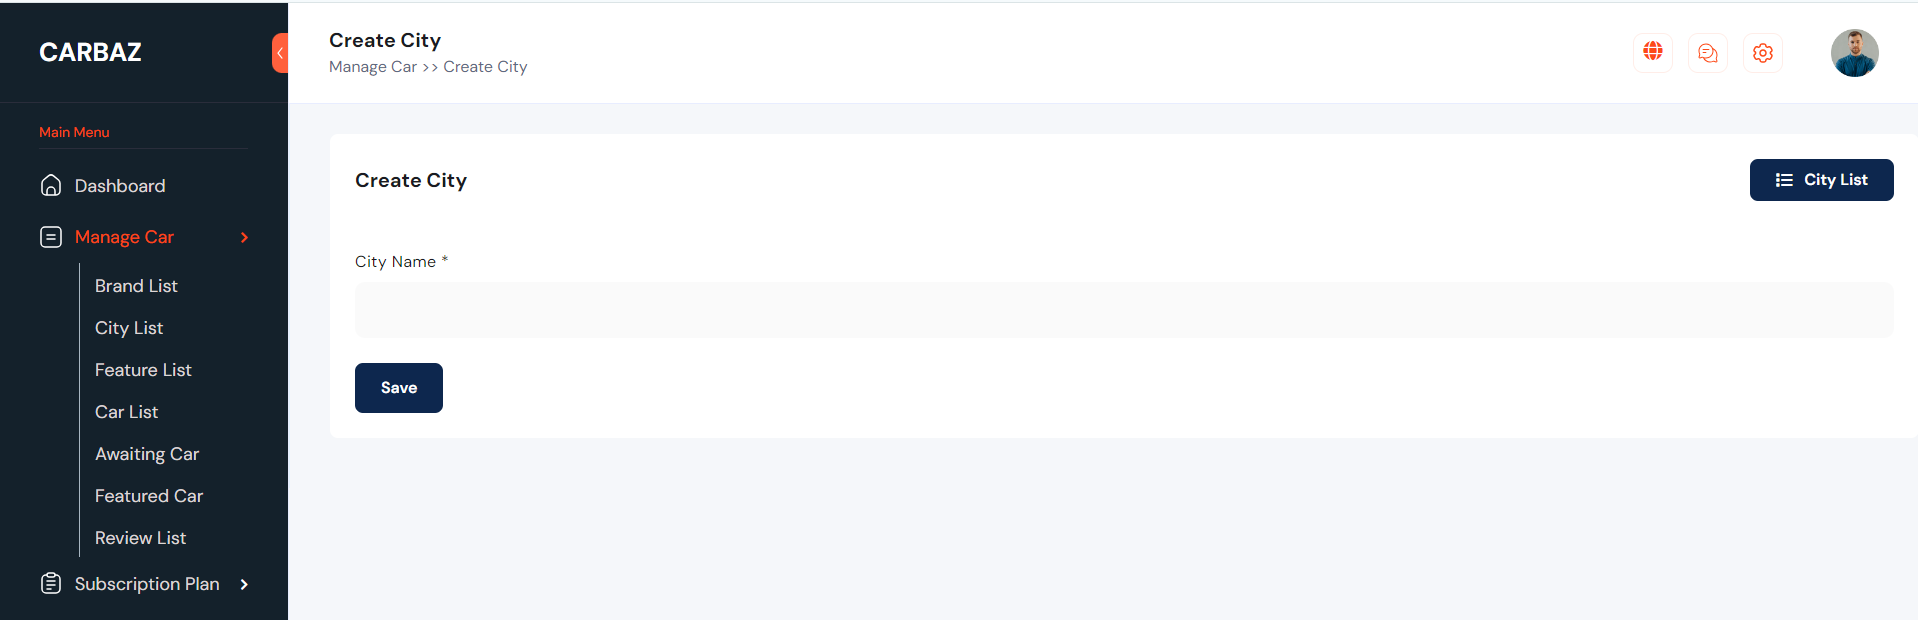 CARBAZ
Create City
Manage Car >> Create City
Main Menu
Dashboard
Manage Car
Brand List
City List
Feature List
Car List
Awaiting Car
Featured Car
Review List
Subscription Plan
Create City
City List
City Name *
Save